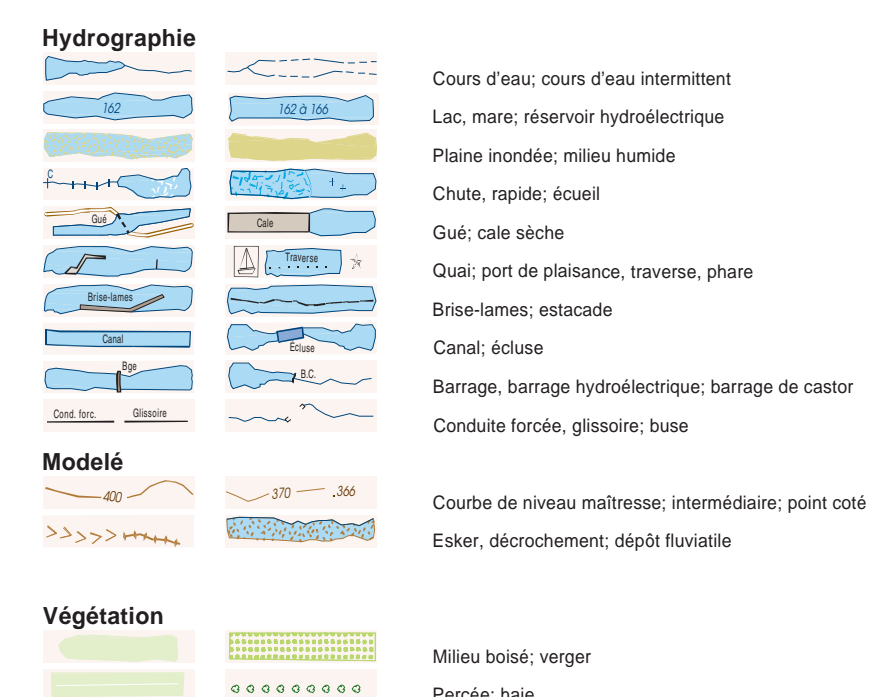 Hydrographie
Cours d'eau; cours d'eau intermittent
162 162 à 166 Lac, mare; réservoir hydroélectrique
Plaine inondée; milieu humide
C Chute, rapide; écueil
Gué Cale Gué; cale sèche
Traverse Quai; port de plaisance, traverse, phare
Brise-lames Brise-lames; estacade
Canal Écluse Canal; écluse
Bge B.C. Barrage, barrage hydroélectrique; barrage de castor
Cond. forc. Glissoire Conduite forcée, glissoire; buse
Modelé
400 370 .366 Courbe de niveau maîtresse; intermédiaire; point coté
Esker, décrochement; dépôt fluviatile
Végétation
Milieu boisé; verger
Percée; haie